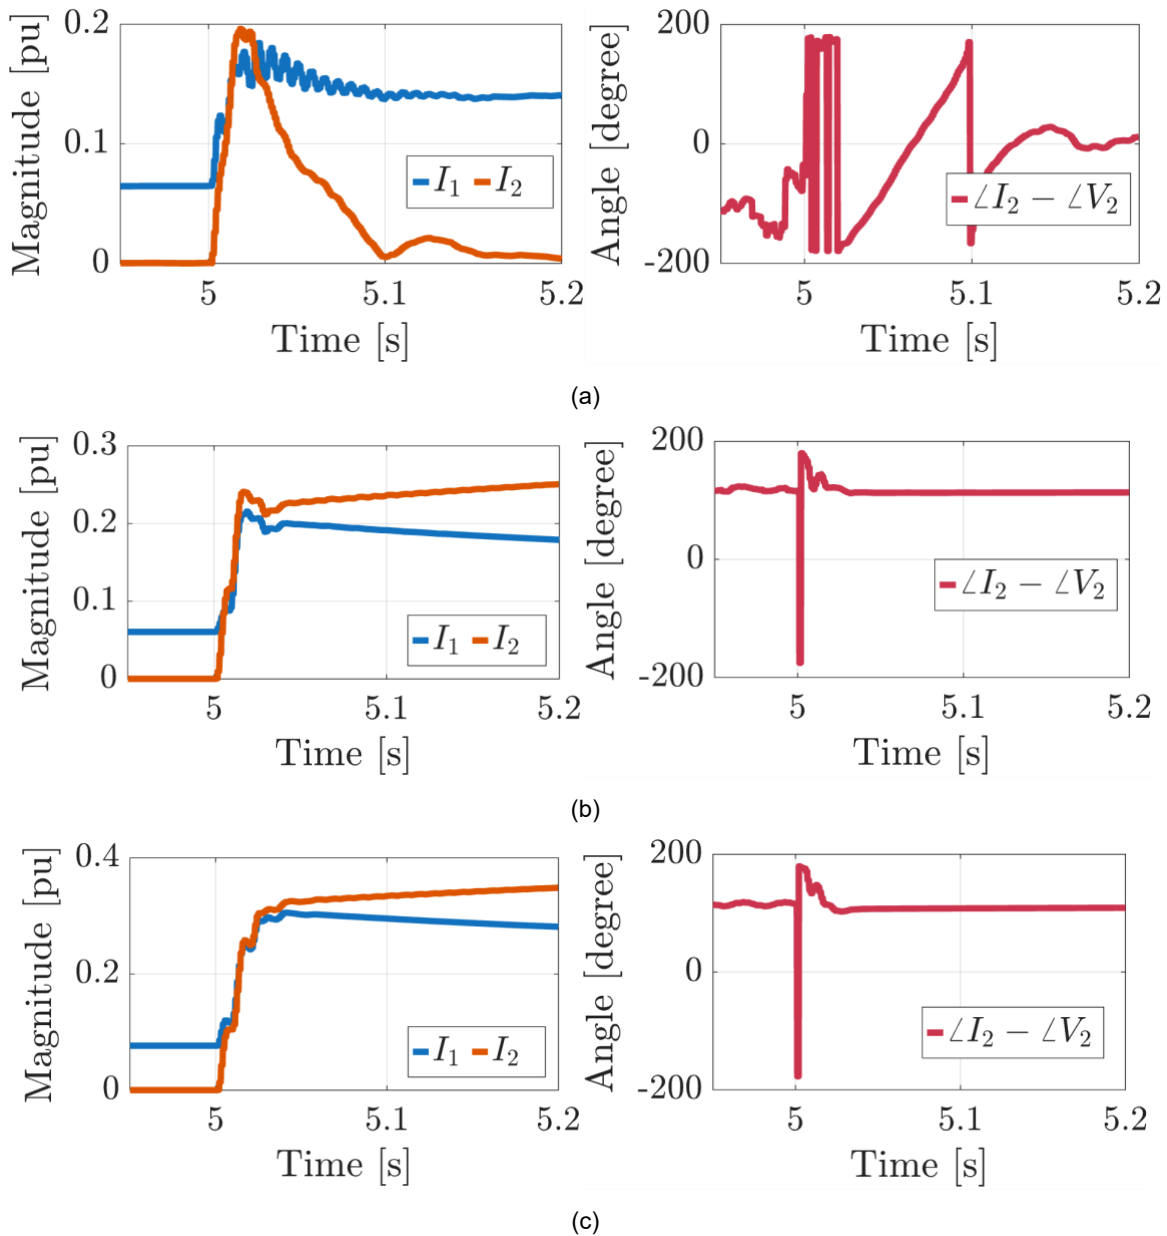 Magnitude [pu]
0.2
0.1
0
I₁ I₂
5 5.1 5.2
Time [s]
Angle [degree]
200
0
-200
∠I₂ − ∠V₂
5 5.1 5.2
Time [s]
(a)
Magnitude [pu]
0.3
0.2
0.1
0
I₁ I₂
5 5.1 5.2
Time [s]
Angle [degree]
200
0
-200
∠I₂ − ∠V₂
5 5.1 5.2
Time [s]
(b)
Magnitude [pu]
0.4
0.2
0
I₁ I₂
5 5.1 5.2
Time [s]
Angle [degree]
200
0
-200
∠I₂ − ∠V₂
5 5.1 5.2
Time [s]
(c)